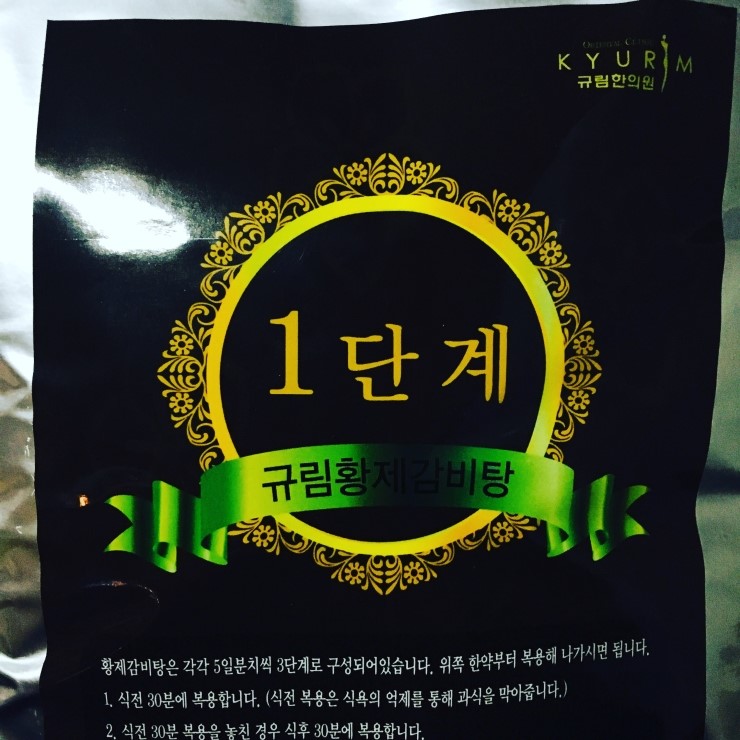 ORIENTAL CLINIC
KYURIM
규림한의원
1단계
규림황제감비탕
황제감비탕은 각각 5일분치씩 3단계로 구성되어있습니다. 위쪽 한약부터 복용해 나가시면 됩니다.
1. 식전 30분에 복용합니다. (식전 복용은 식욕의 억제를 통해 과식을 막아줍니다.)
2. 식전 30분 복용을 놓친 경우 식후 30분에 복용합니다.